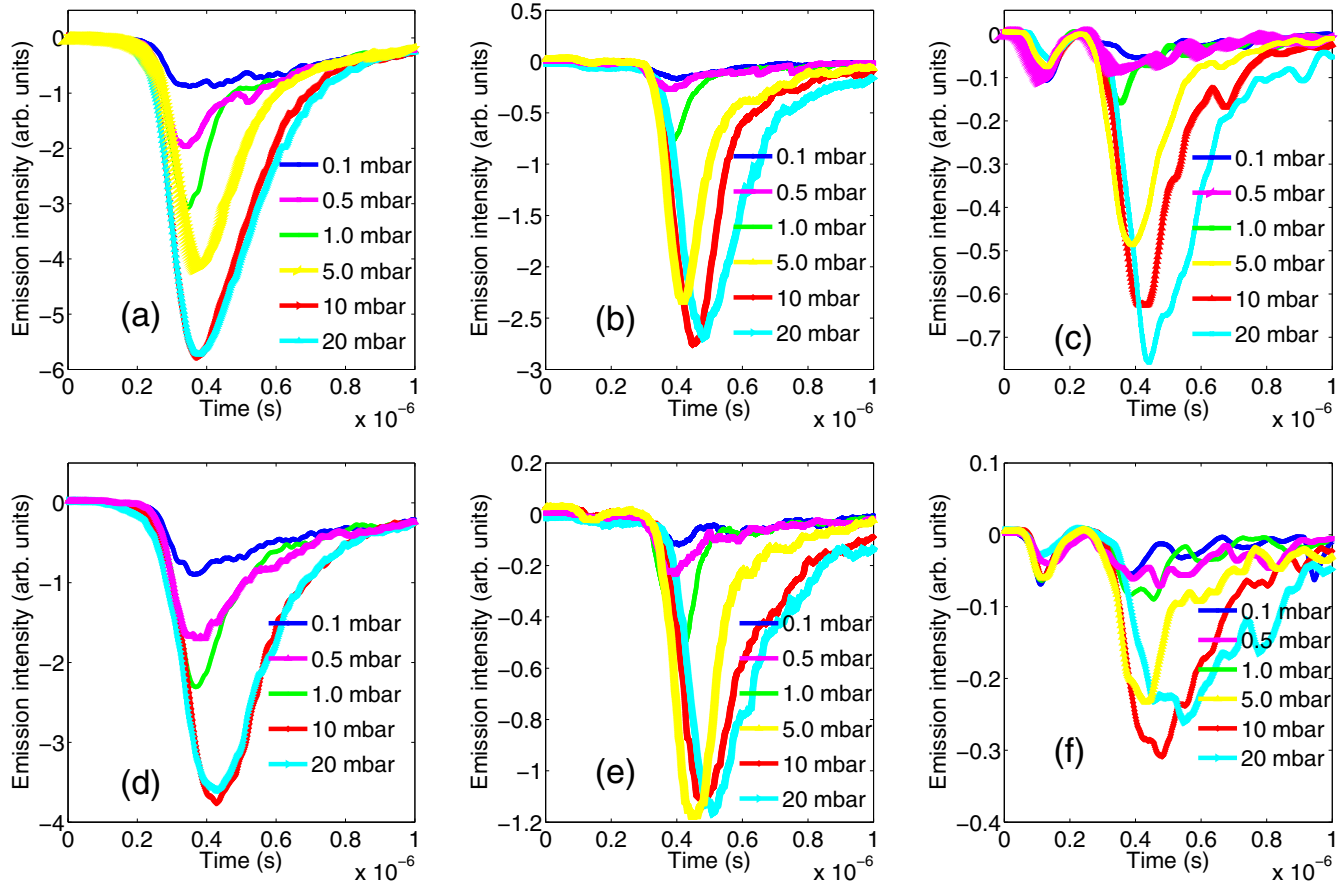 0
−1
−2
−3
−4
−5
−6
Emission intensity (arb. units)
0.1 mbar
0.5 mbar
1.0 mbar
5.0 mbar
10 mbar
20 mbar
(a)
0 0.2 0.4 0.6 0.8 1
Time (s)
x 10−6
0.5
0
−0.5
−1
−1.5
−2
−2.5
−3
Emission intensity (arb. units)
0.1 mbar
0.5 mbar
1.0 mbar
5.0 mbar
10 mbar
20 mbar
(b)
0 0.2 0.4 0.6 0.8 1
Time (s)
x 10−6
0
−0.1
−0.2
−0.3
−0.4
−0.5
−0.6
−0.7
Emission intensity (arb. units)
0.1 mbar
0.5 mbar
1.0 mbar
5.0 mbar
10 mbar
20 mbar
(c)
0 0.2 0.4 0.6 0.8 1
Time (s)
x 10−6
0
−1
−2
−3
−4
Emission intensity (arb. units)
0.1 mbar
0.5 mbar
1.0 mbar
10 mbar
20 mbar
(d)
0 0.2 0.4 0.6 0.8 1
Time (s)
x 10−6
0.2
0
−0.2
−0.4
−0.6
−0.8
−1
−1.2
Emission intensity (arb. units)
0.1 mbar
0.5 mbar
1.0 mbar
5.0 mbar
10 mbar
20 mbar
(e)
0 0.2 0.4 0.6 0.8 1
Time (s)
x 10−6
0.1
0
−0.1
−0.2
−0.3
−0.4
Emission intensity (arb. units)
0.1 mbar
0.5 mbar
1.0 mbar
5.0 mbar
10 mbar
20 mbar
(f)
0 0.2 0.4 0.6 0.8 1
Time (s)
x 10−6